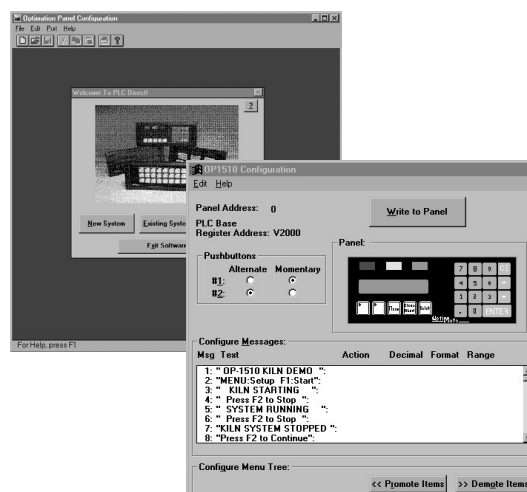 Optimation Panel Configuration
File Edit Port Help
Welcome To PLC Direct!
?
New System
Existing Syste
Exit Software
For Help, press F1
OP1510 Configuration
Edit Help
Panel Address: 0
Write to Panel
PLC Base
Register Address: V2000
Pushbuttons
Alternate Momentary
#1:
#2:
Panel:
7 8 9
4 5 6
1 2 3
. 0 ENTER
Menu
Configure Messages:
Msg Text Action Decimal Format Range
1: " OP-1510 KILN DEMO ":
2: "MENU:Setup F1:Start":
3: " KILN STARTING ":
4: " Press F2 to Stop ":
5: " SYSTEM RUNNING ":
6: " Press F2 to Stop ":
7: "KILN SYSTEM STOPPED ":
8: "Press F2 to Continue":
Configure Menu Tree:
<< Promote Items
>> Demote Items